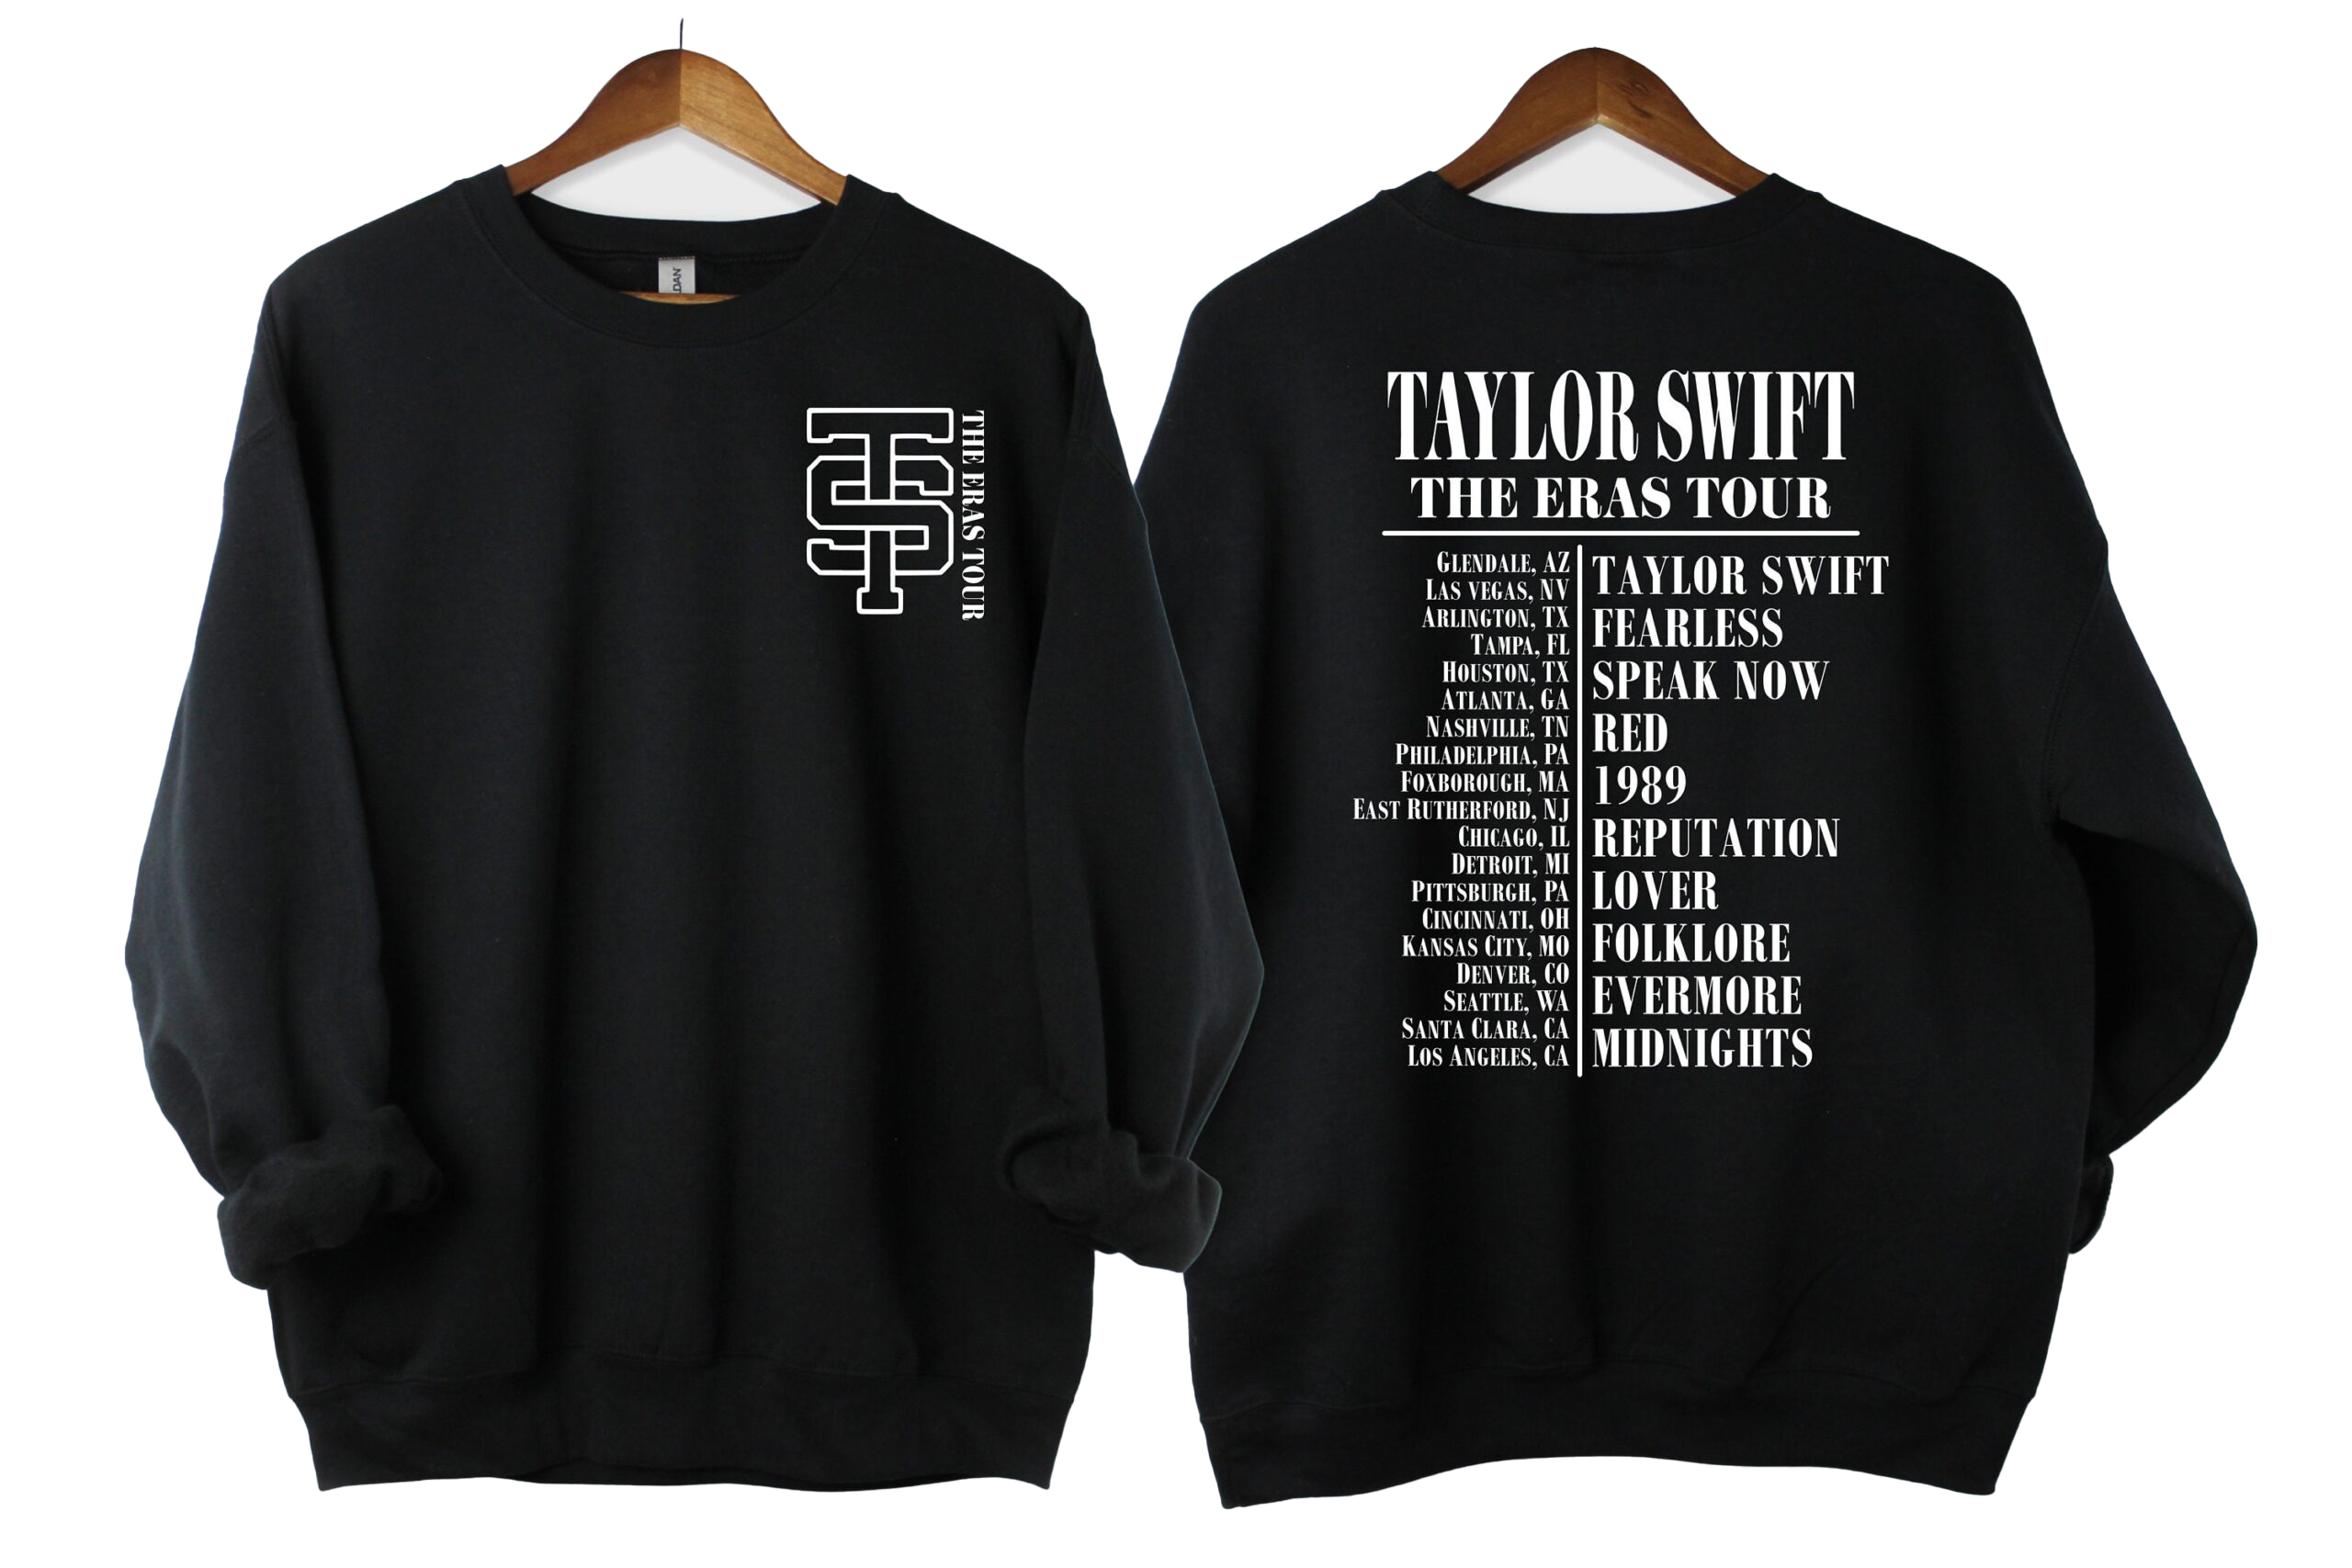 DAN
TS
THE ERAS TOUR
TAYLOR SWIFT
THE ERAS TOUR
GLENDALE, AZ
LAS VEGAS, NV
ARLINGTON, TX
TAMPA, FL
HOUSTON, TX
ATLANTA, GA
NASHVILLE, TN
PHILADELPHIA, PA
FOXBOROUGH, MA
EAST RUTHERFORD, NJ
CHICAGO, IL
DETROIT, MI
PITTSBURGH, PA
CINCINNATI, OH
KANSAS CITY, MO
DENVER, CO
SEATTLE, WA
SANTA CLARA, CA
LOS ANGELES, CA
TAYLOR SWIFT
FEARLESS
SPEAK NOW
RED
1989
REPUTATION
LOVER
FOLKLORE
EVERMORE
MIDNIGHTS